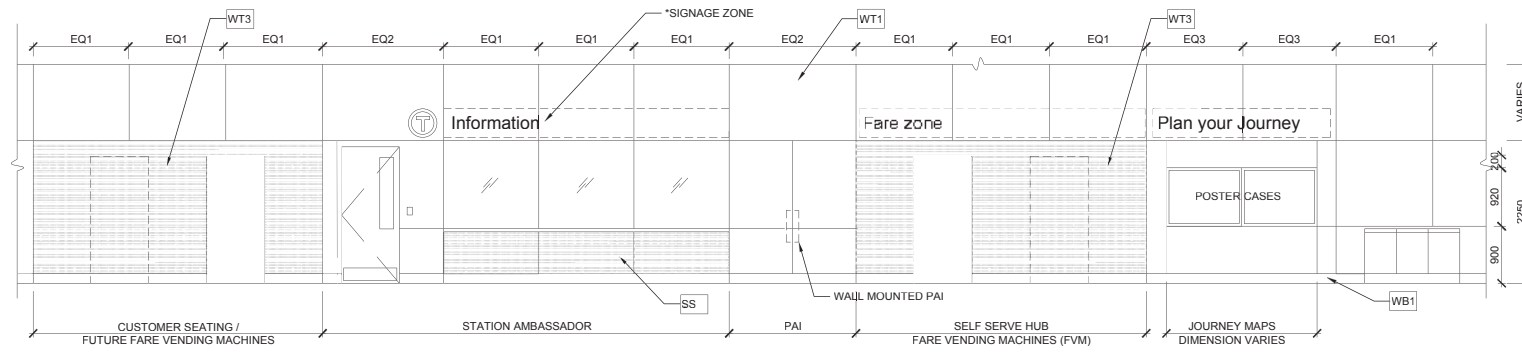 WT3
*SIGNAGE ZONE
WT1
WT3
EQ1 EQ1 EQ1 EQ2 EQ1 EQ1 EQ1 EQ2 EQ1 EQ1 EQ1 EQ3 EQ3 EQ1
VARIES
T Information Fare zone Plan your Journey
200
POSTER CASES
920
2250
900
WALL MOUNTED PAI
SS
WB1
CUSTOMER SEATING /
FUTURE FARE VENDING MACHINES
STATION AMBASSADOR
PAI
SELF SERVE HUB
FARE VENDING MACHINES (FVM)
JOURNEY MAPS
DIMENSION VARIES